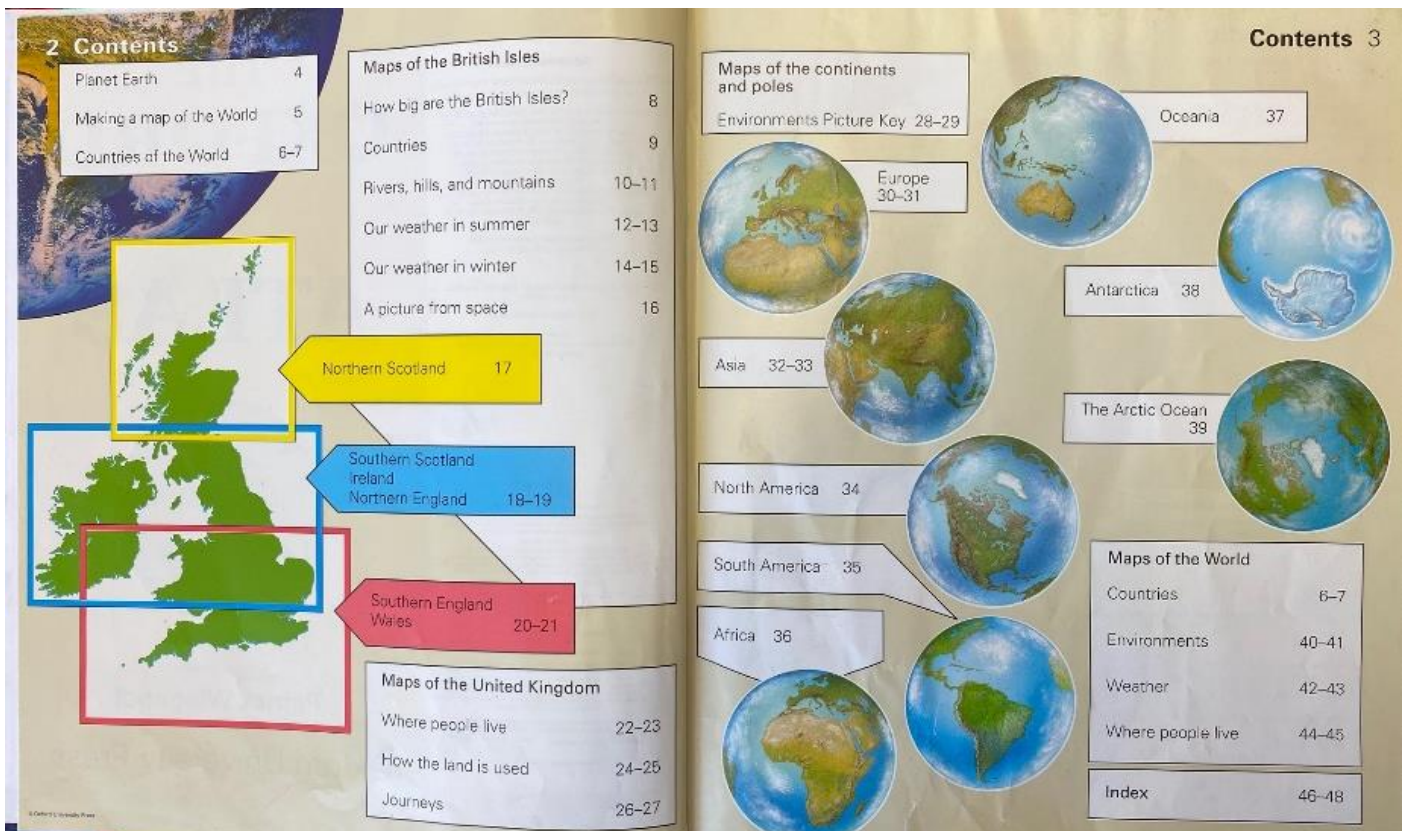 2 Contents
Planet Earth 4
Making a map of the World 5
Countries of the World 6–7
Maps of the British Isles
How big are the British Isles? 8
Countries 9
Rivers, hills, and mountains 10–11
Our weather in summer 12–13
Our weather in winter 14–15
A picture from space 16
Northern Scotland 17
Southern Scotland
Ireland
Northern England 18–19
Southern England
Wales 20–21
Maps of the United Kingdom
Where people live 22–23
How the land is used 24–25
Journeys 26–27
© Oxford University Press
Contents 3
Maps of the continents
and poles
Environments Picture Key 28–29
Europe
30–31
Asia 32–33
North America 34
South America 35
Africa 36
Oceania 37
Antarctica 38
The Arctic Ocean
39
Maps of the World
Countries 6–7
Environments 40–41
Weather 42–43
Where people live 44–45
Index 46–48